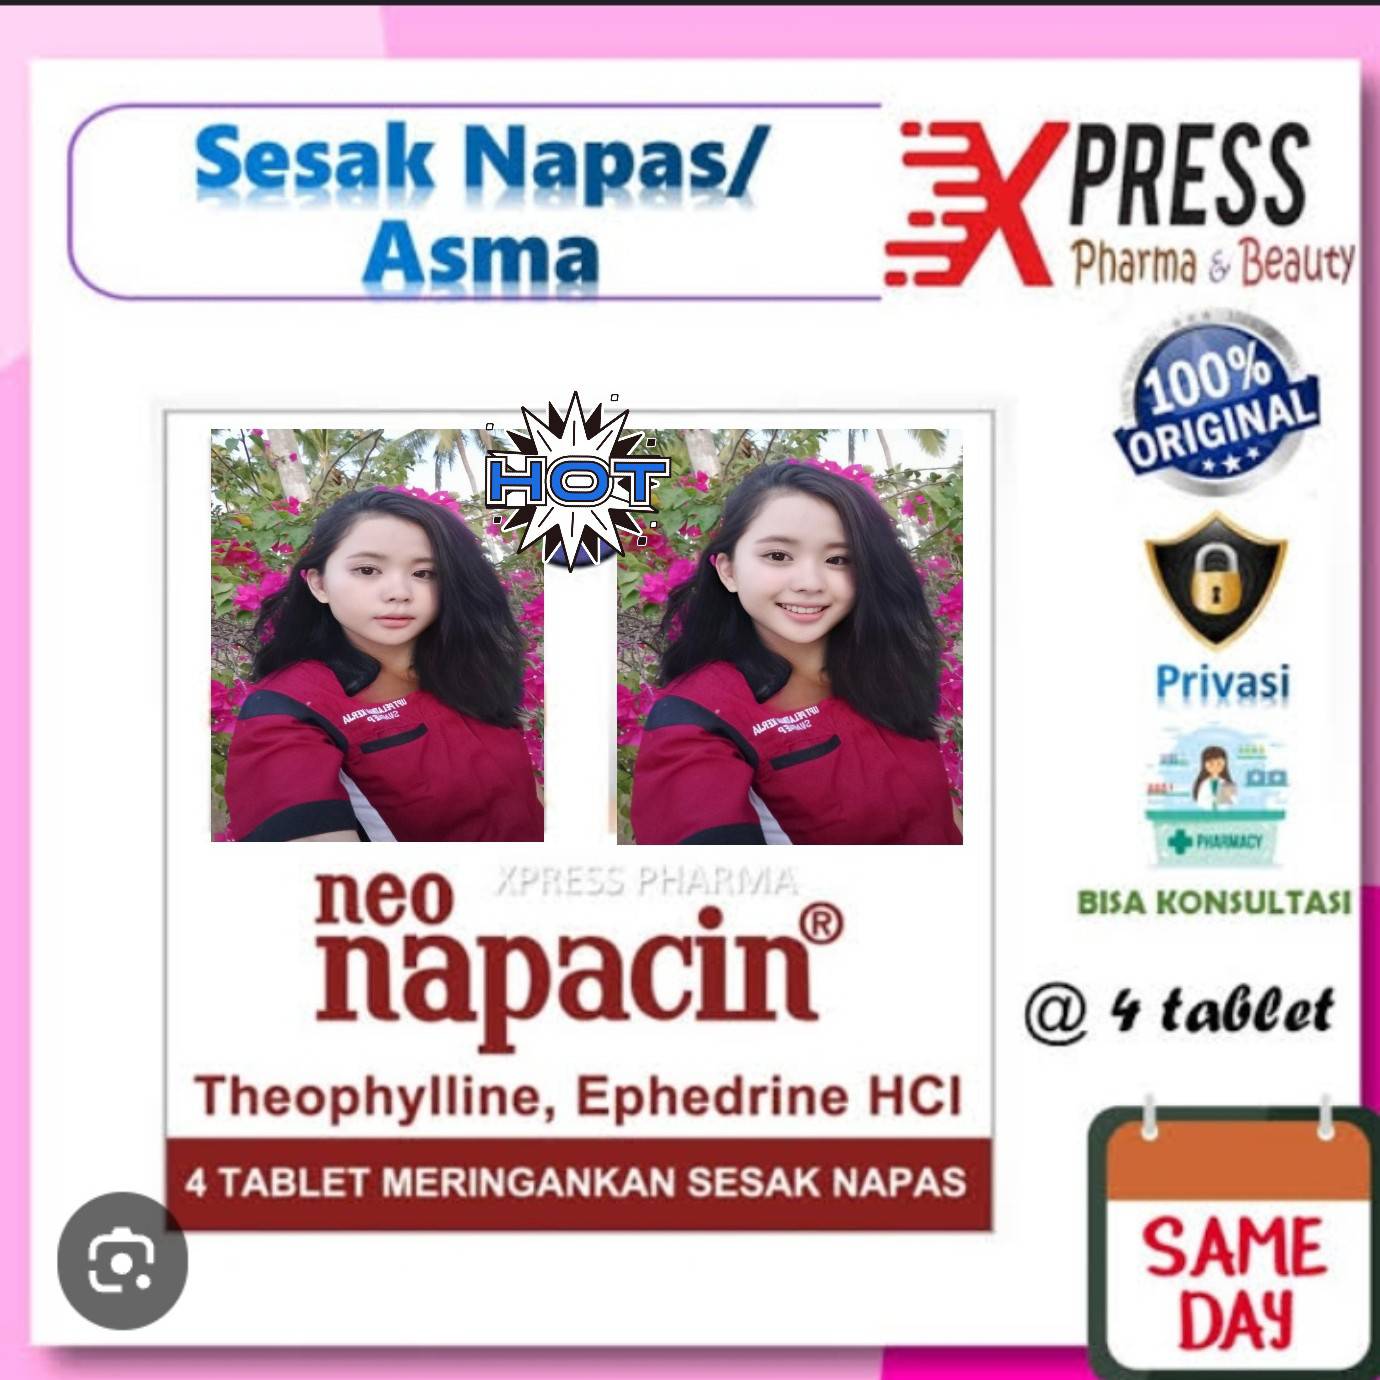 Sesak Napas/
Asma
XPRESS
Pharma & Beauty
100%
ORIGINAL
HOT
Privasi
PHARMACY
BISA KONSULTASI
XPRESS PHARMA
neo
napacin®
@ 4 tablet
Theophylline, Ephedrine HCl
4 TABLET MERINGANKAN SESAK NAPAS
SAME
DAY